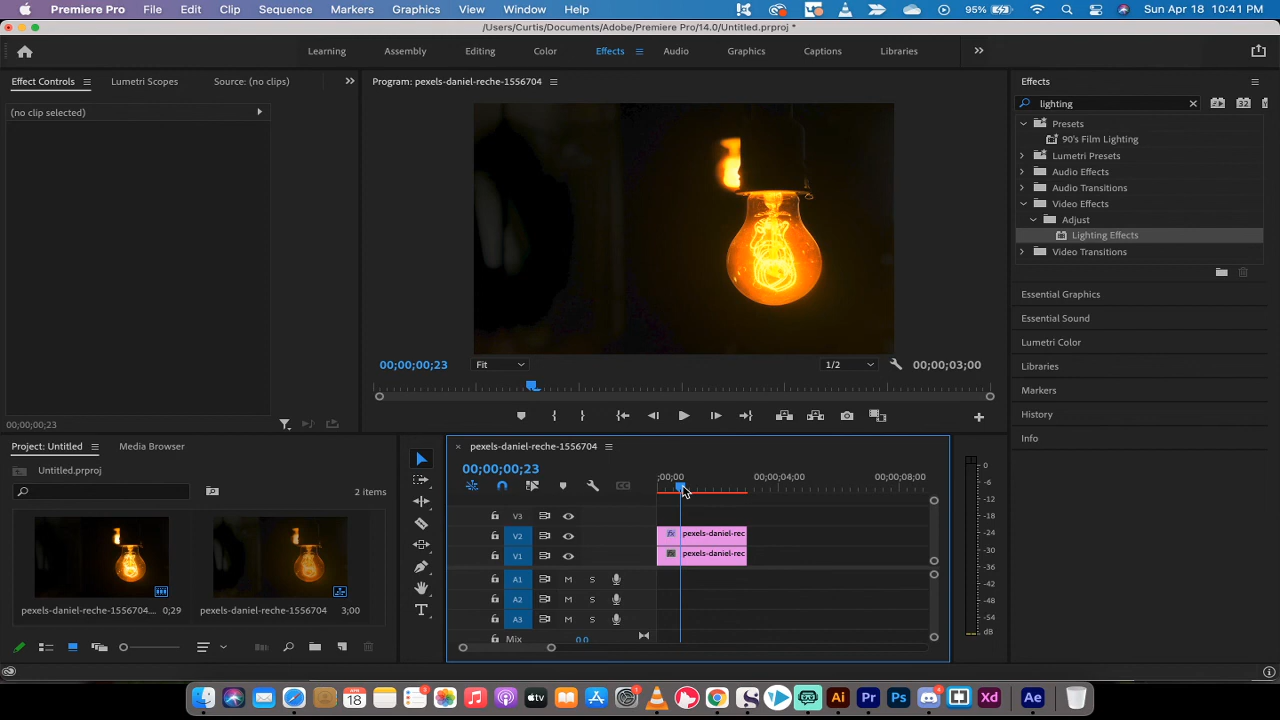 Premiere Pro File Edit Clip Sequence Markers Graphics View Window Help 95% Sun Apr 18 10:41 PM
/Users/Curtis/Documents/Adobe/Premiere Pro/14.0/Untitled.prproj *
Learning Assembly Editing Color Effects Audio Graphics Captions Libraries
Effect Controls Lumetri Scopes Source: (no clips)
(no clip selected)
00;00;00;23
Program: pexels-daniel-reche-1556704
00;00;00;23 Fit 1/2 00;00;03;00
Effects
lighting
32
Presets
90's Film Lighting
Lumetri Presets
Audio Effects
Audio Transitions
Video Effects
Adjust
Lighting Effects
Video Transitions
Essential Graphics
Essential Sound
Lumetri Color
Libraries
Markers
History
Info
Project: Untitled Media Browser
Untitled.prproj
2 items
pexels-daniel-reche-1556704... 0;29
pexels-daniel-reche-1556704 3;00
pexels-daniel-reche-1556704
00;00;00;23
;00;00 00;00;04;00 00;00;08;00
V3
V2 fx pexels-daniel-rec
V1 fx pexels-daniel-rec
A1 M S
A2 M S
A3 M S
Mix 0.0
0
-6
-12
-18
-24
-30
-36
-42
-48
-54
dB
APR
18
tv
Ai Pr Ps Xd Ae